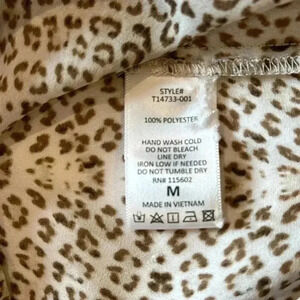 STYLE#
T14733-001
100% POLYESTER
HAND WASH COLD
DO NOT BLEACH
LINE DRY
IRON LOW IF NEEDED
DO NOT TUMBLE DRY
RN# 115602
M
MADE IN VIETNAM